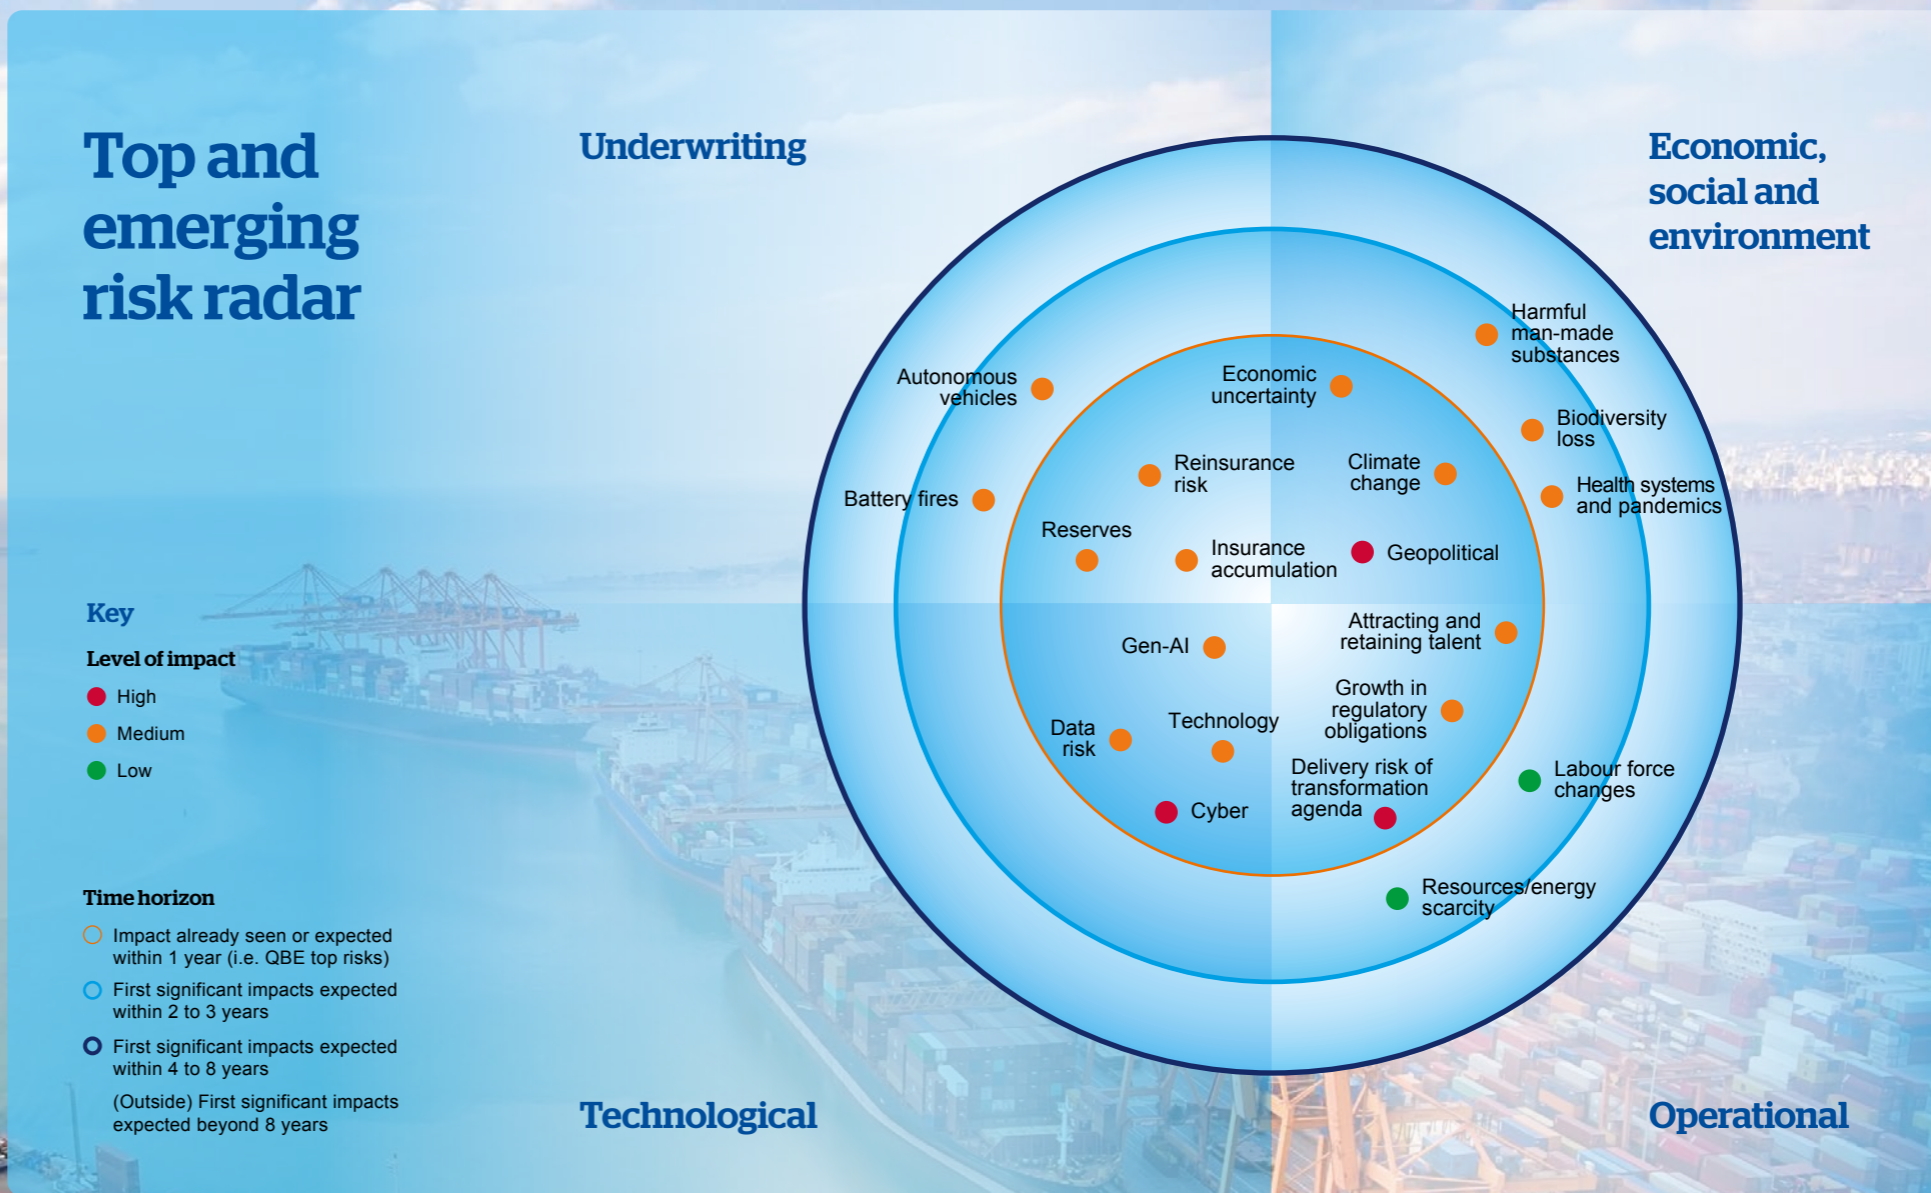 Top and
emerging
risk radar
Underwriting
Economic,
social and
environment
Harmful
man-made
substances
Autonomous
vehicles
Economic
uncertainty
Biodiversity
loss
Reinsurance
risk
Climate
change
Battery fires
Health systems
and pandemics
Reserves
Insurance
accumulation
Geopolitical
Key
Level of impact
High
Medium
Low
Gen-AI
Attracting and
retaining talent
Growth in
regulatory
obligations
Data
risk
Technology
Delivery risk of
transformation
agenda
Labour force
changes
Cyber
Resources/energy
scarcity
Time horizon
Impact already seen or expected
within 1 year (i.e. QBE top risks)
First significant impacts expected
within 2 to 3 years
First significant impacts expected
within 4 to 8 years
(Outside) First significant impacts
expected beyond 8 years
Technological
Operational